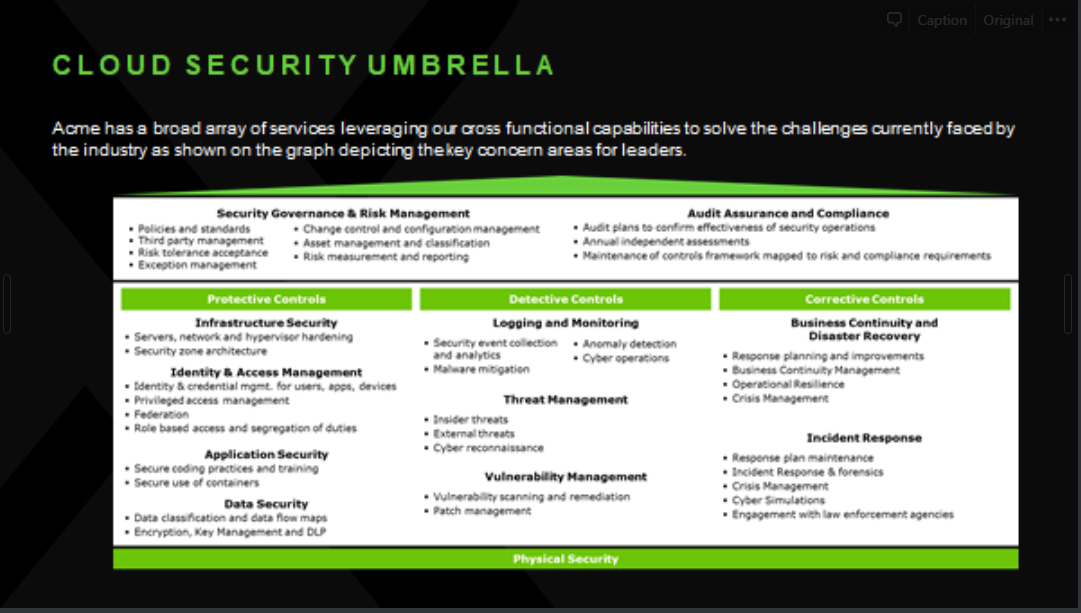 Caption
Original
CLOUD SECURITY UMBRELLA
Acme has a broad array of services leveraging our cross functional capabilities to solve the challenges currently faced by
the industry as shown on the graph depicting the key concern areas for leaders.
Security Governance & Risk Management
• Policies and standards
• Third party management
• Risk tolerance acceptance
• Exception management
• Change control and configuration management
• Asset management and classification
• Risk measurement and reporting
Audit Assurance and Compliance
• Audit plans to confirm effectiveness of security operations
• Annual independent assessments
• Maintenance of controls framework mapped to risk and compliance requirements
Protective Controls
Infrastructure Security
• Servers, network and hypervisor hardening
• Security zone architecture
Identity & Access Management
• Identity & credential mgmt. for users, apps, devices
• Privileged access management
• Federation
• Role based access and segregation of duties
Application Security
• Secure coding practices and training
• Secure use of containers
Data Security
• Data classification and data flow maps
• Encryption, Key Management and DLP
Detective Controls
Logging and Monitoring
• Security event collection
and analytics
• Malware mitigation
• Anomaly detection
• Cyber operations
Threat Management
• Insider threats
• External threats
• Cyber reconnaissance
Vulnerability Management
• Vulnerability scanning and remediation
• Patch management
Corrective Controls
Business Continuity and
Disaster Recovery
• Response planning and improvements
• Business Continuity Management
• Operational Resilience
• Crisis Management
Incident Response
• Response plan maintenance
• Incident Response & forensics
• Crisis Management
• Cyber Simulations
• Engagement with law enforcement agencies
Physical Security